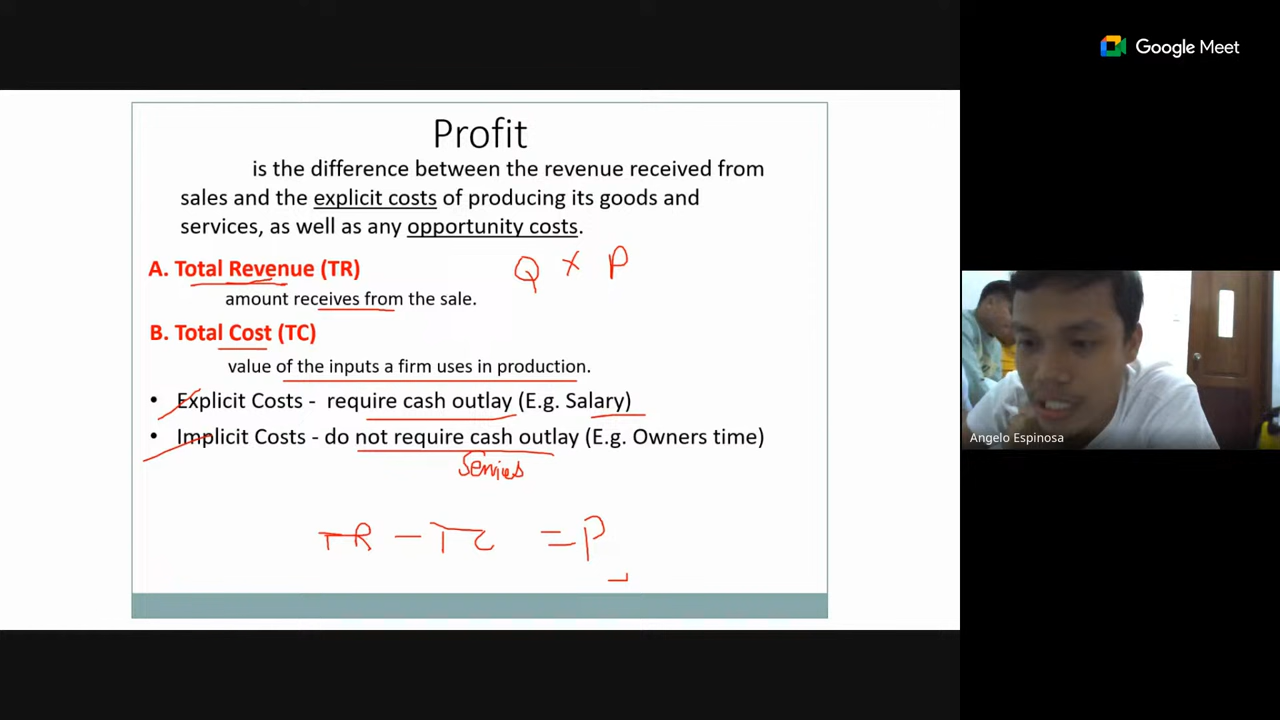 Google Meet
Profit
is the difference between the revenue received from
sales and the explicit costs of producing its goods and
services, as well as any opportunity costs.
A. Total Revenue (TR)
Q x P
amount receives from the sale.
B. Total Cost (TC)
value of the inputs a firm uses in production.
• Explicit Costs - require cash outlay (E.g. Salary)
• Implicit Costs - do not require cash outlay (E.g. Owners time)
Services
TR - TC = P
Angelo Espinosa